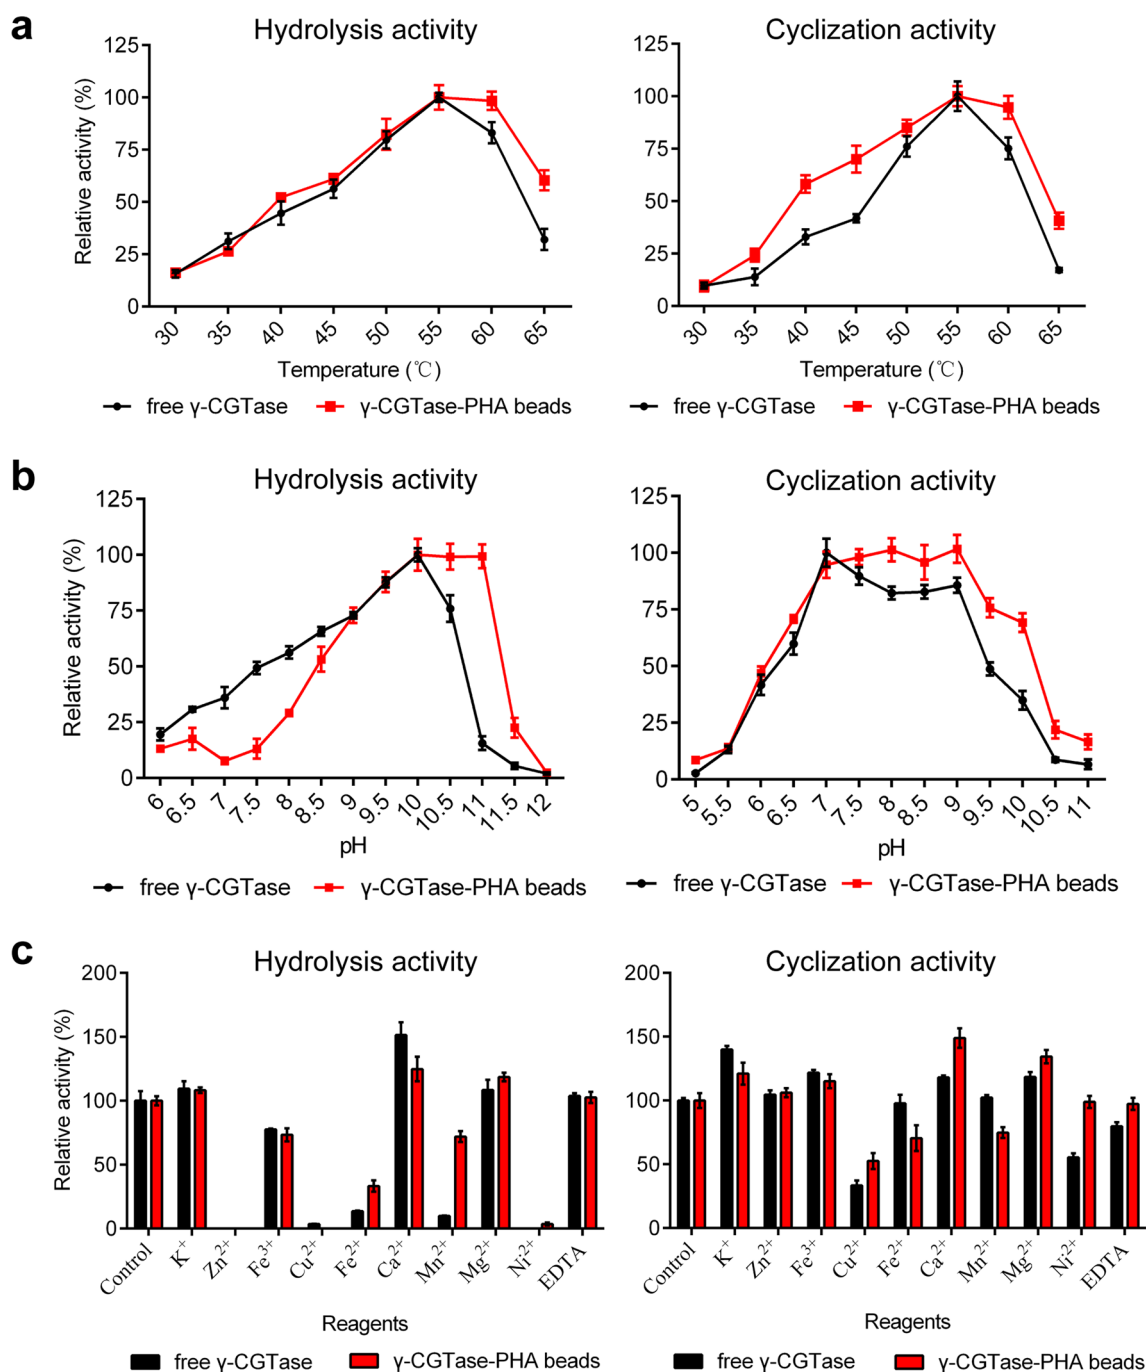 a
Hydrolysis activity
Relative activity (%)
125
100
75
50
25
0
30 35 40 45 50 55 60 65
Temperature (℃)
free γ-CGTase γ-CGTase-PHA beads
Cyclization activity
125
100
75
50
25
0
30 35 40 45 50 55 60 65
Temperature (℃)
free γ-CGTase γ-CGTase-PHA beads
b
Hydrolysis activity
Relative activity (%)
125
100
75
50
25
0
6 6.5 7 7.5 8 8.5 9 9.5 10 10.5 11 11.5 12
pH
free γ-CGTase γ-CGTase-PHA beads
Cyclization activity
125
100
75
50
25
0
5 5.5 6 6.5 7 7.5 8 8.5 9 9.5 10 10.5 11
pH
free γ-CGTase γ-CGTase-PHA beads
c
Hydrolysis activity
Relative activity (%)
200
150
100
50
0
Control K⁺ Zn²⁺ Fe³⁺ Cu²⁺ Fe²⁺ Ca²⁺ Mn²⁺ Mg²⁺ Ni²⁺ EDTA
Reagents
free γ-CGTase γ-CGTase-PHA beads
Cyclization activity
200
150
100
50
0
Control K⁺ Zn²⁺ Fe³⁺ Cu²⁺ Fe²⁺ Ca²⁺ Mn²⁺ Mg²⁺ Ni²⁺ EDTA
Reagents
free γ-CGTase γ-CGTase-PHA beads